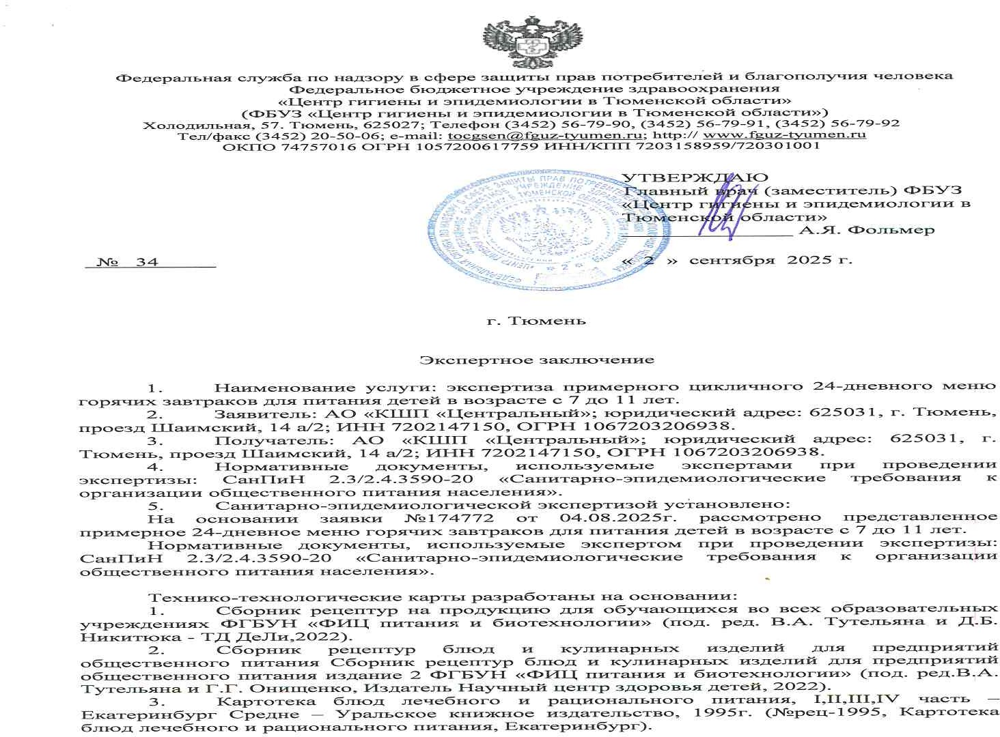 Федеральная служба по надзору в сфере защиты прав потребителей и благополучия человека
Федеральное бюджетное учреждение здравоохранения
«Центр гигиены и эпидемиологии в Тюменской области»
(ФБУЗ «Центр гигиены и эпидемиологии в Тюменской области»)
Холодильная, 57. Тюмень, 625027; Телефон (3452) 56-79-90, (3452) 56-79-91, (3452) 56-79-92
Тел/факс (3452) 20-50-06; e-mail: tocgsen@fguz-tyumen.ru; http:// www.fguz-tyumen.ru
ОКПО 74757016 ОГРН 1057200617759 ИНН/КПП 7203158959/720301001
УТВЕРЖДАЮ
Главный врач (заместитель) ФБУЗ
«Центр гигиены и эпидемиологии в
Тюменской области»
А.Я. Фольмер
№ 34
« 2 » сентября 2025 г.
г. Тюмень
Экспертное заключение
1. Наименование услуги: экспертиза примерного цикличного 24-дневного меню
горячих завтраков для питания детей в возрасте с 7 до 11 лет.
2. Заявитель: АО «КШП «Центральный»; юридический адрес: 625031, г. Тюмень,
проезд Шаимский, 14 а/2; ИНН 7202147150, ОГРН 1067203206938.
3. Получатель: АО «КШП «Центральный»; юридический адрес: 625031, г.
Тюмень, проезд Шаимский, 14 а/2; ИНН 7202147150, ОГРН 1067203206938.
4. Нормативные документы, используемые экспертами при проведении
экспертизы: СанПиН 2.3/2.4.3590-20 «Санитарно-эпидемиологические требования к
организации общественного питания населения».
5. Санитарно-эпидемиологической экспертизой установлено:
На основании заявки №174772 от 04.08.2025г. рассмотрено представленное
примерное 24-дневное меню горячих завтраков для питания детей в возрасте с 7 до 11 лет.
Нормативные документы, используемые экспертом при проведении экспертизы:
СанПиН 2.3/2.4.3590-20 «Санитарно-эпидемиологические требования к организации
общественного питания населения».
Технико-технологические карты разработаны на основании:
1. Сборник рецептур на продукцию для обучающихся во всех образовательных
учреждениях ФГБУН «ФИЦ питания и биотехнологии» (под. ред. В.А. Тутельяна и Д.Б.
Никитюка - ТД ДеЛи,2022).
2. Сборник рецептур блюд и кулинарных изделий для предприятий
общественного питания Сборник рецептур блюд и кулинарных изделий для предприятий
общественного питания издание 2 ФГБУН «ФИЦ питания и биотехнологии» (под. ред.В.А.
Тутельяна и Г.Г. Онищенко, Издатель Научный центр здоровья детей, 2022).
3. Картотека блюд лечебного и рационального питания, I,II,III,IV часть –
Екатеринбург Средне – Уральское книжное издательство, 1995г. (№рец-1995, Картотека
блюд лечебного и рационального питания, Екатеринбург).